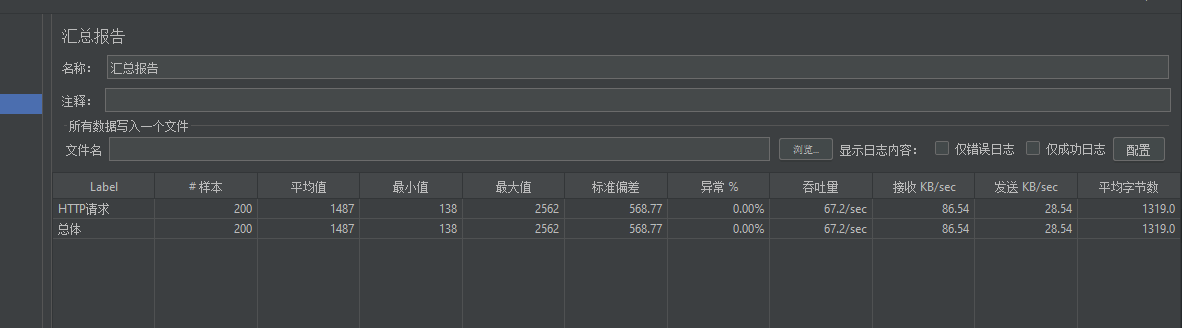 汇总报告
名称： 汇总报告
注释：
所有数据写入一个文件
文件名 浏览... 显示日志内容： 仅错误日志 仅成功日志 配置
Label # 样本 平均值 最小值 最大值 标准偏差 异常 % 吞吐量 接收 KB/sec 发送 KB/sec 平均字节数
HTTP请求 200 1487 138 2562 568.77 0.00% 67.2/sec 86.54 28.54 1319.0
总体 200 1487 138 2562 568.77 0.00% 67.2/sec 86.54 28.54 1319.0